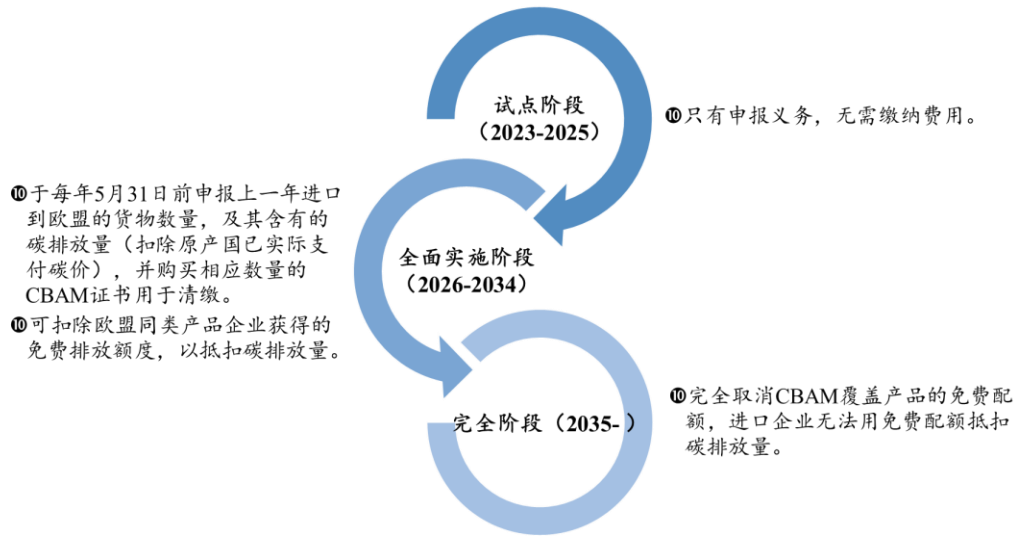 试点阶段
（2023-2025）
❿只有申报义务，无需缴纳费用。
❿于每年5月31日前申报上一年进口
到欧盟的货物数量，及其含有的
碳排放量（扣除原产国已实际支
付碳价），并购买相应数量的
CBAM证书用于清缴。
❿可扣除欧盟同类产品企业获得的
免费排放额度，以抵扣碳排放量。
全面实施阶段
（2026-2034）
完全阶段（2035- ）
❿完全取消CBAM覆盖产品的免费配
额，进口企业无法用免费配额抵扣
碳排放量。